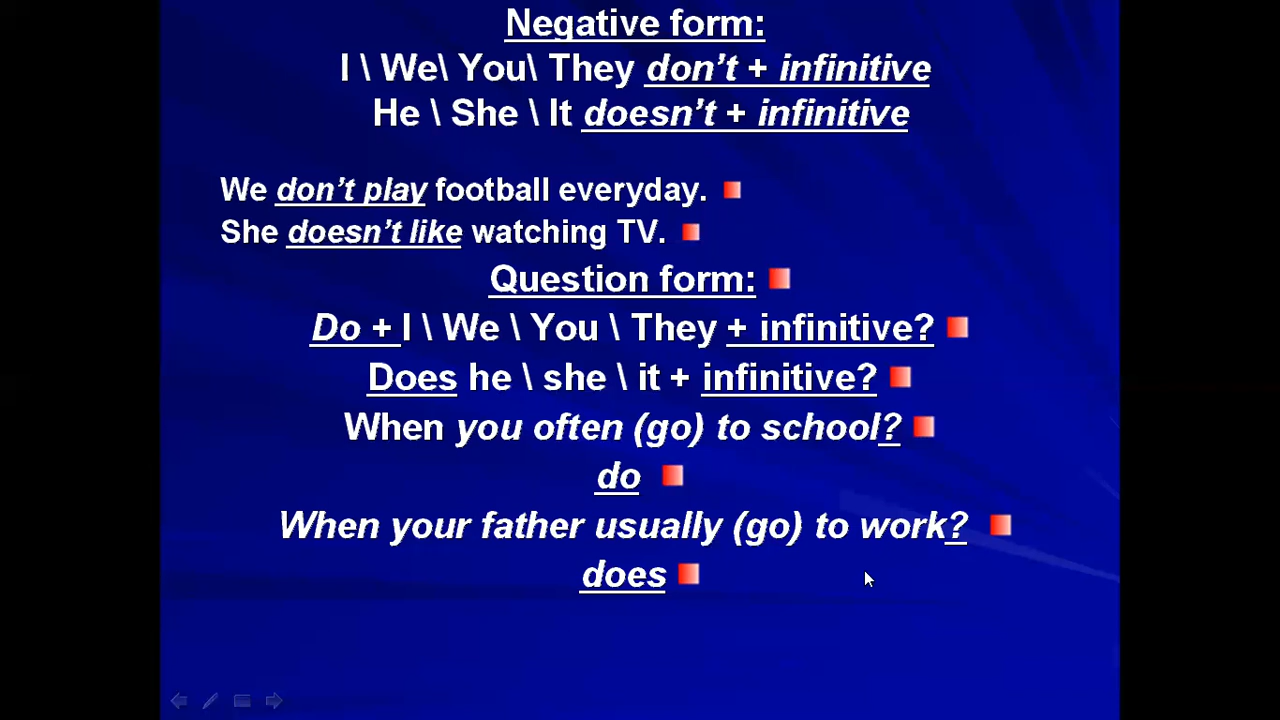 Negative form:
I \ We\ You\ They don’t + infinitive
He \ She \ It doesn’t + infinitive
We don’t play football everyday.
She doesn’t like watching TV.
Question form:
Do + I \ We \ You \ They + infinitive?
Does he \ she \ it + infinitive?
When you often (go) to school?
do
When your father usually (go) to work?
does